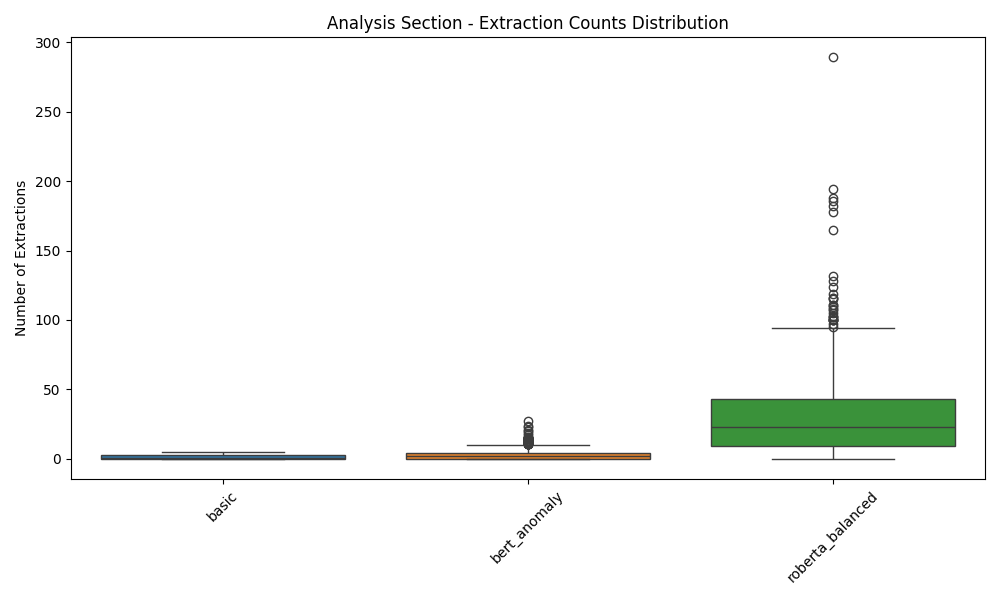 Analysis Section - Extraction Counts Distribution
Number of Extractions
300
250
200
150
100
50
0
basic
bert_anomaly
roberta_balanced